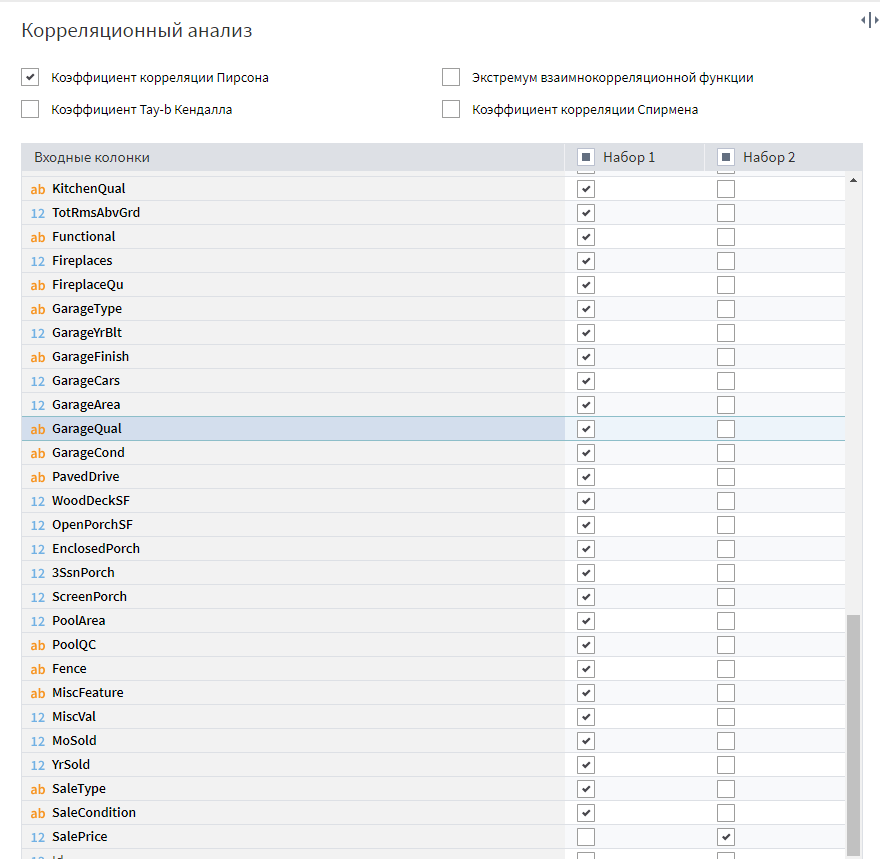 Корреляционный анализ
Коэффициент корреляции Пирсона Экстремум взаимнокорреляционной функции
Коэффициент Тау-b Кендалла Коэффициент корреляции Спирмена
Входные колонки Набор 1 Набор 2
ab KitchenQual
12 TotRmsAbvGrd
ab Functional
12 Fireplaces
ab FireplaceQu
ab GarageType
12 GarageYrBlt
ab GarageFinish
12 GarageCars
12 GarageArea
ab GarageQual
ab GarageCond
ab PavedDrive
12 WoodDeckSF
12 OpenPorchSF
12 EnclosedPorch
12 3SsnPorch
12 ScreenPorch
12 PoolArea
ab PoolQC
ab Fence
ab MiscFeature
12 MiscVal
12 MoSold
12 YrSold
ab SaleType
ab SaleCondition
12 SalePrice